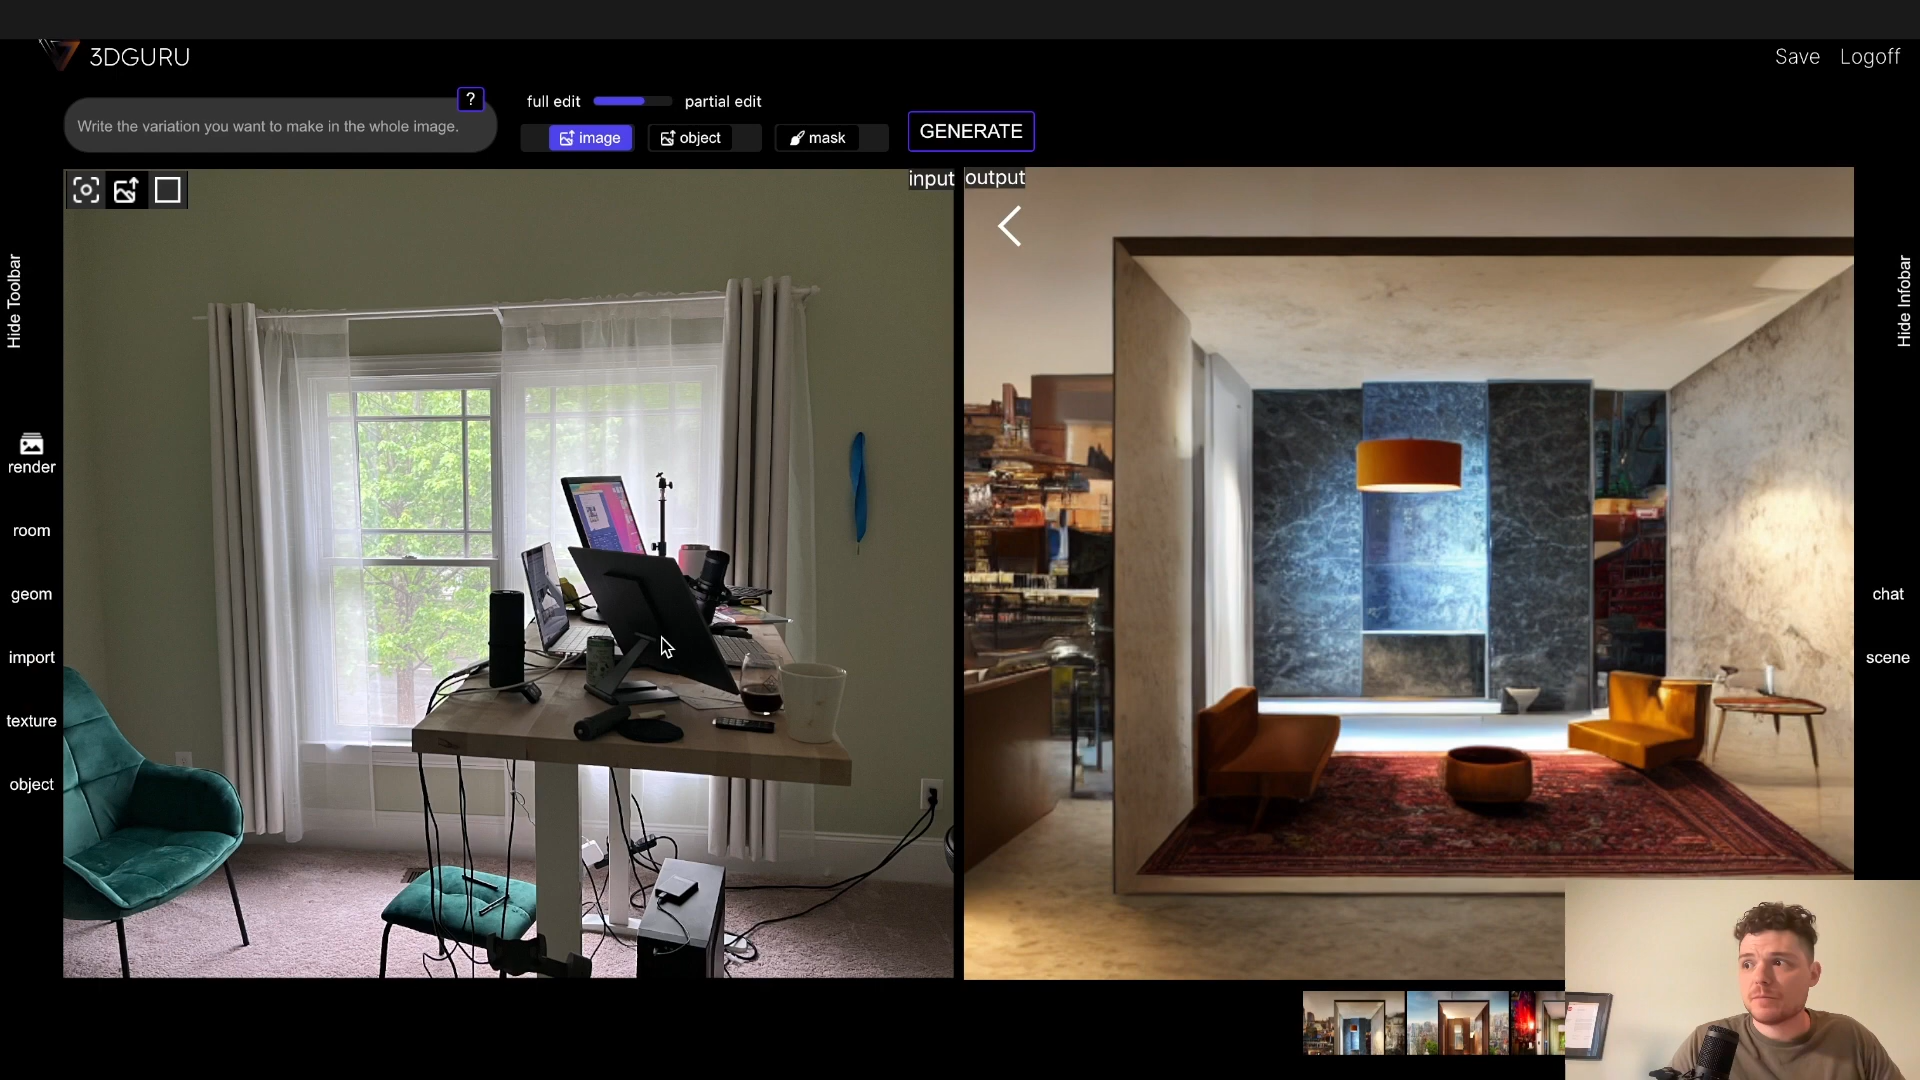 3DGURU
Save Logoff
?
full edit partial edit
Write the variation you want to make in the whole image.
image object mask GENERATE
input output
Hide Toolbar
Hide Infobar
render
room
geom
import
texture
object
chat
scene